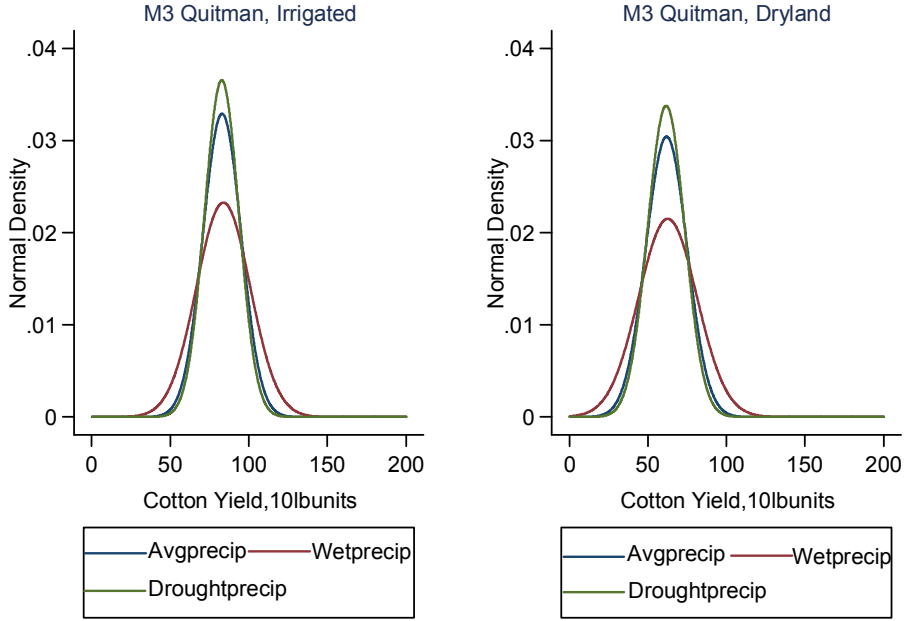 M3 Quitman, Irrigated
.04
.03
.02
.01
0
Normal Density
0 50 100 150 200
Cotton Yield,10lbunits
Avgprecip Wetprecip
Droughtprecip
M3 Quitman, Dryland
.04
.03
.02
.01
0
Normal Density
0 50 100 150 200
Cotton Yield,10lbunits
Avgprecip Wetprecip
Droughtprecip